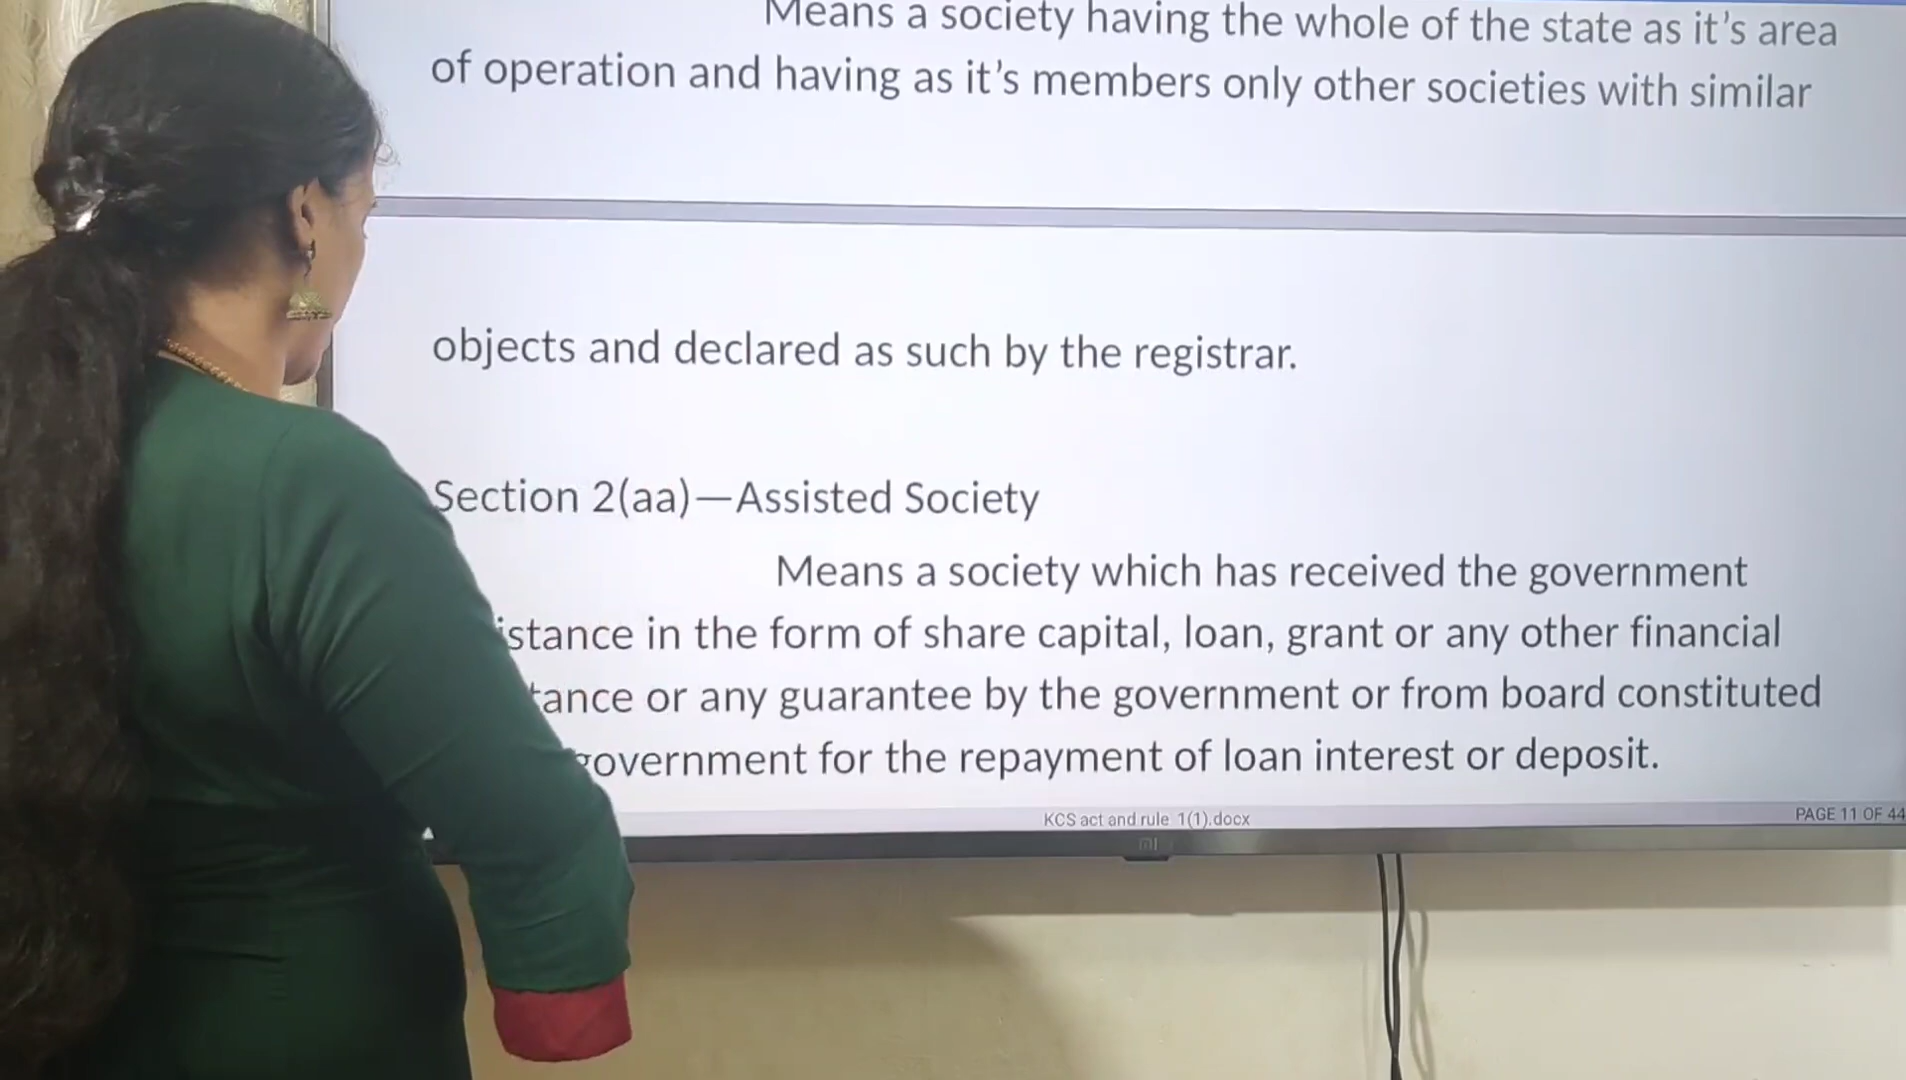 Means a society having the whole of the state as it's area
of operation and having as it's members only other societies with similar
objects and declared as such by the registrar.
Section 2(aa)—Assisted Society
Means a society which has received the government
in the form of share capital, loan, grant or any other financial
or any guarantee by the government or from board constituted
government for the repayment of loan interest or deposit.
KCS act and rule 1(1).docx
PAGE 11 OF 44
mi